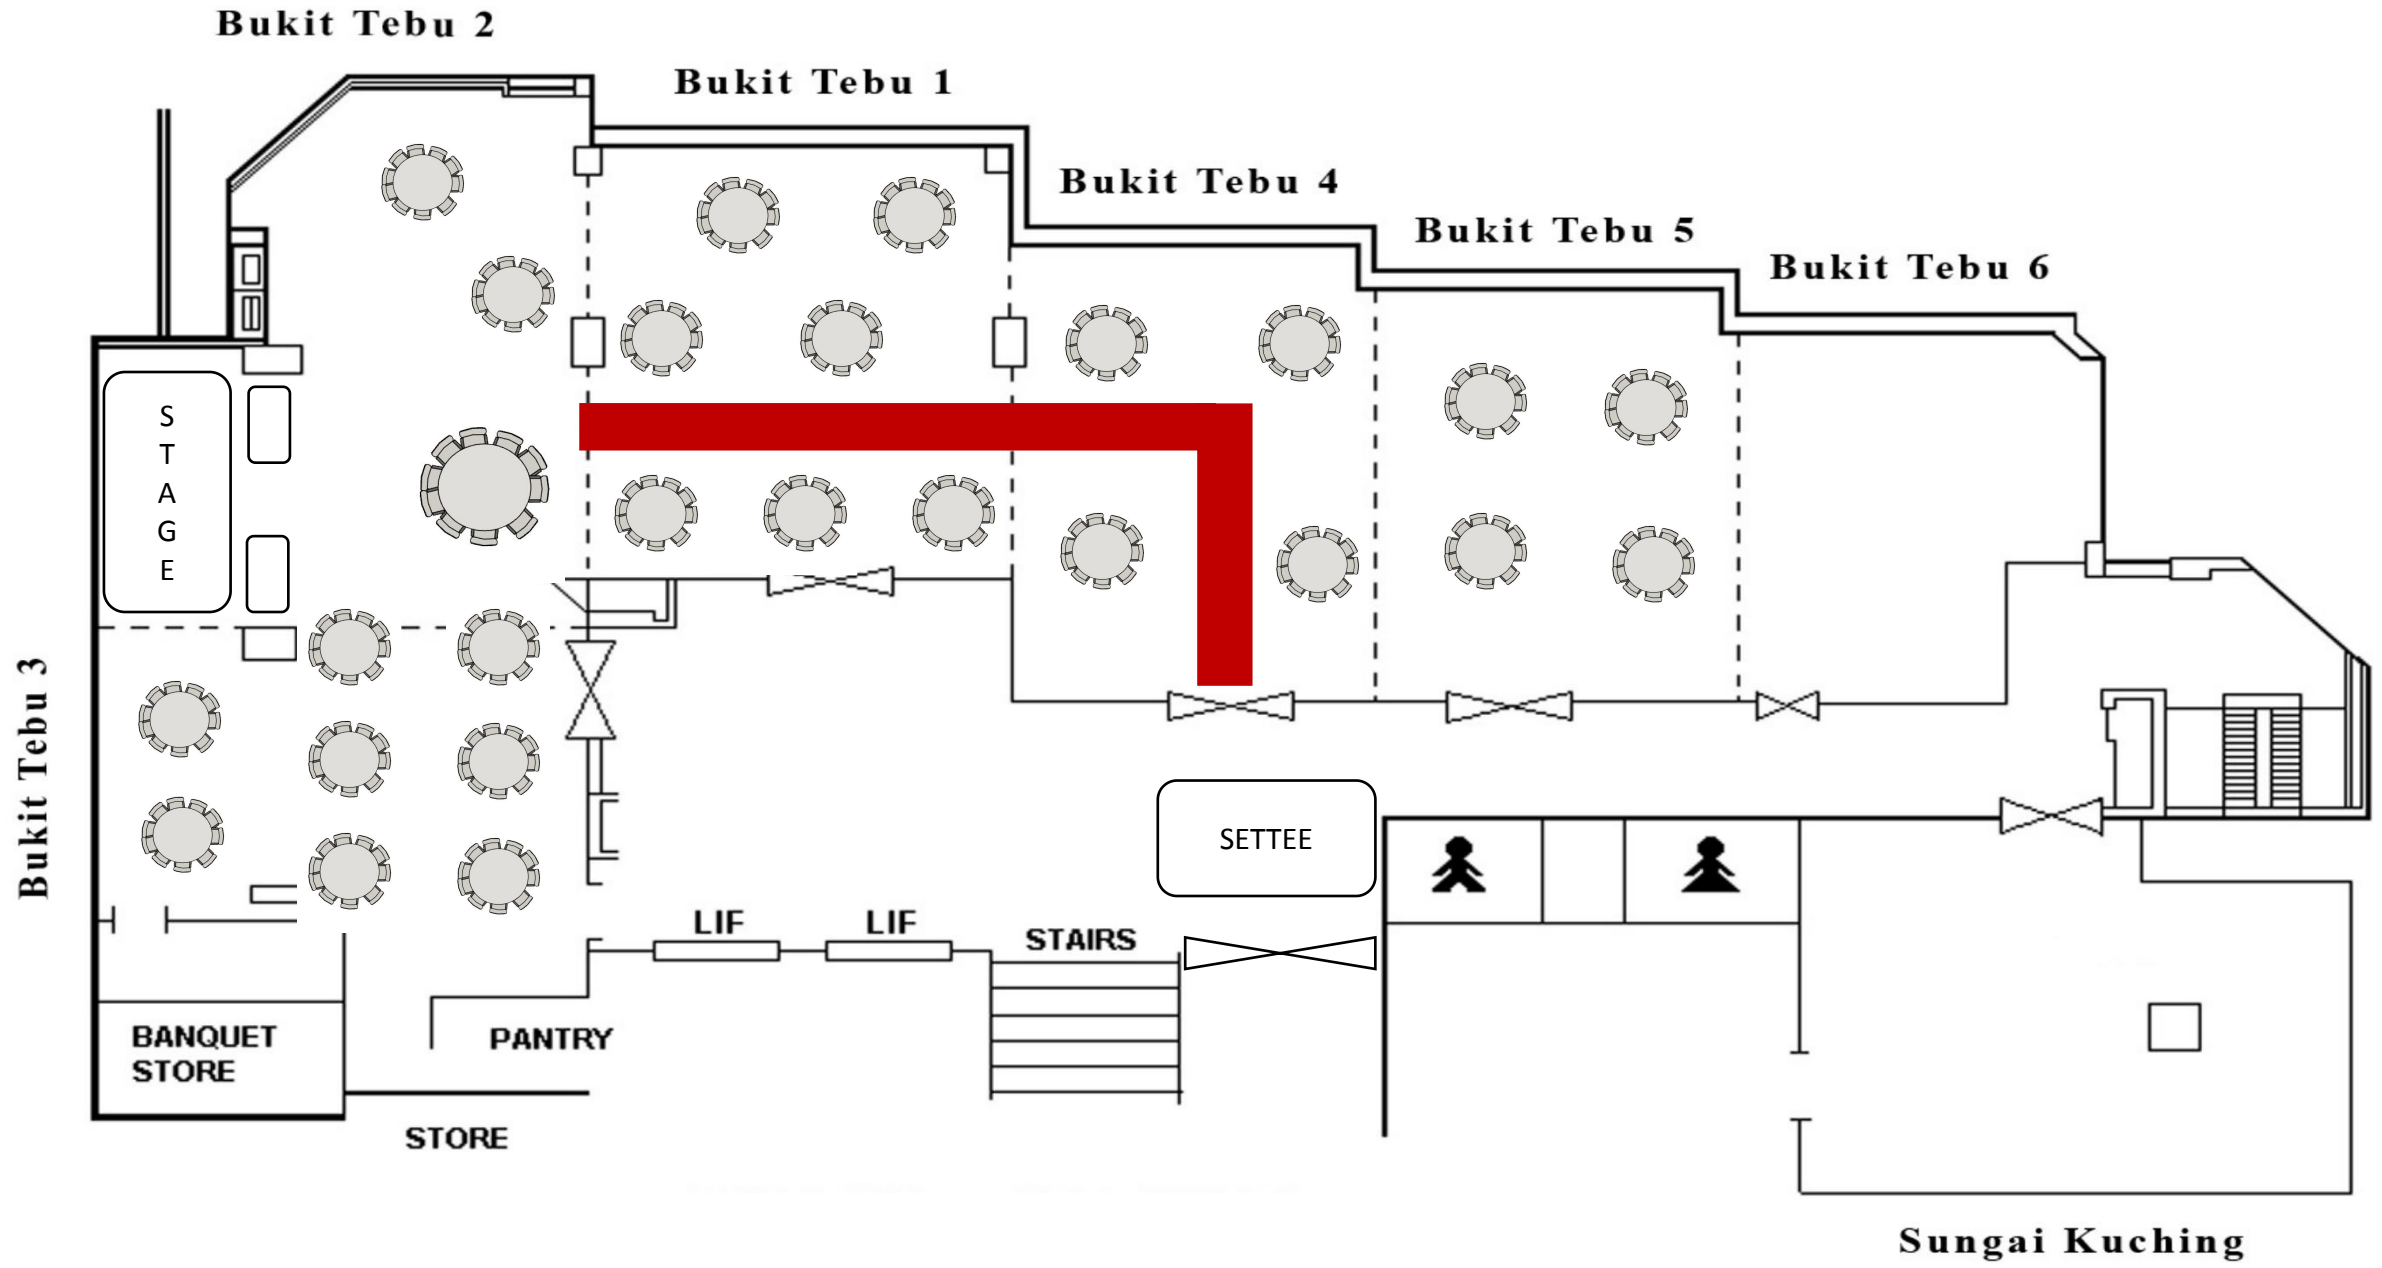 Bukit Tebu 2
Bukit Tebu 1
Bukit Tebu 4
Bukit Tebu 5
Bukit Tebu 6
S
T
A
G
E
Bukit Tebu 3
SETTEE
LIF
LIF
STAIRS
BANQUET
STORE
PANTRY
STORE
Sungai Kuching